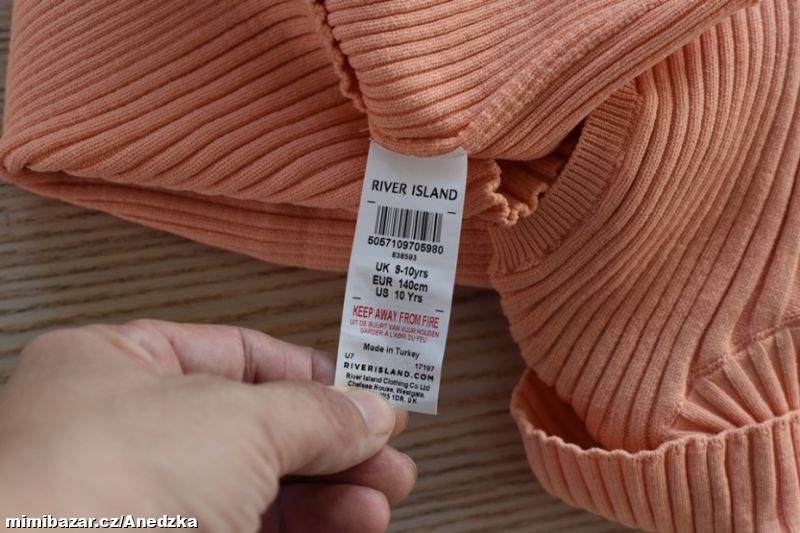 RIVER ISLAND
5057109705980
838593
UK 9-10yrs
EUR 140cm
US 10 Yrs
KEEP AWAY FROM FIRE
UIT DE BUURT VAN VUUR HOUDEN
GARDER À L'ABRI DU FEU
Made in Turkey
U7 17197
RIVERISLAND.COM
River Island Clothing Co Ltd
Chelsea House, Westgate,
1DR. UK
mimibazar.cz/Anedzka